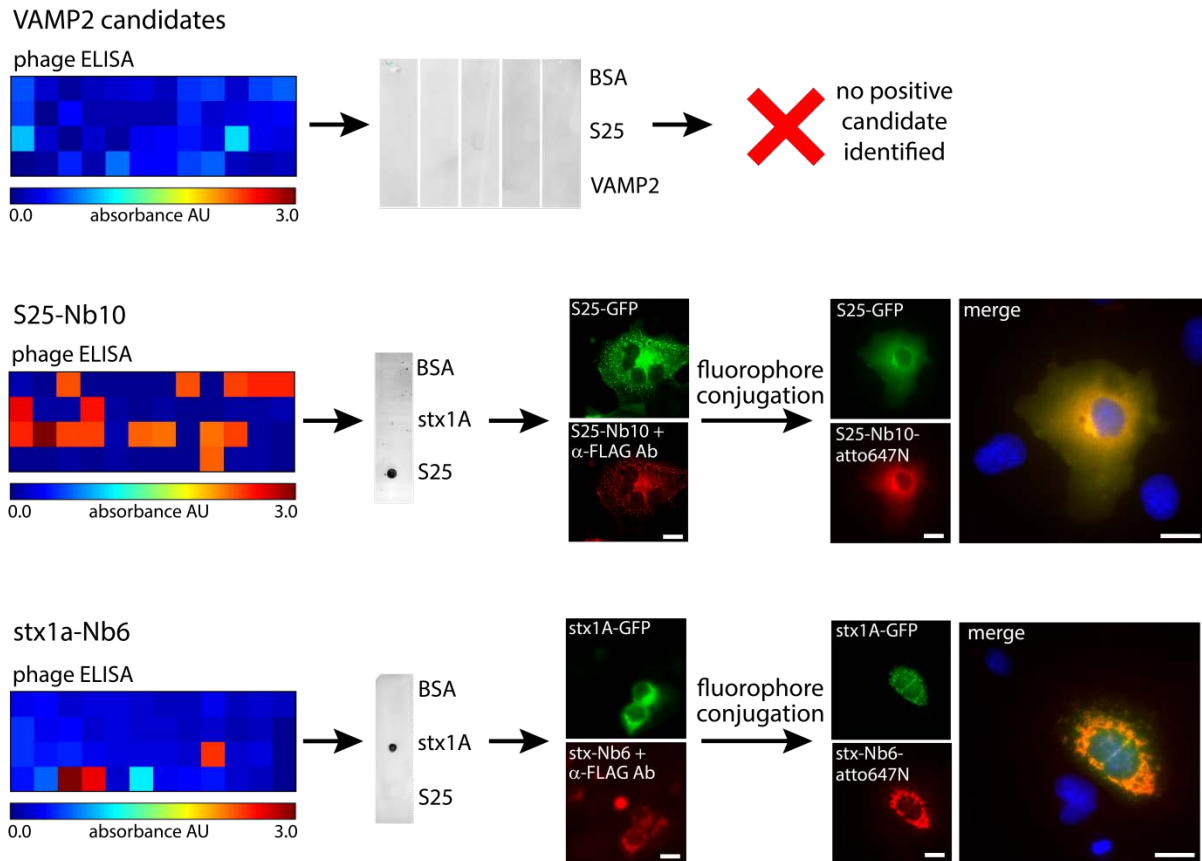 VAMP2 candidates
phage ELISA
0.0 absorbance AU 3.0
BSA
S25
VAMP2
no positive
candidate
identified
S25-Nb10
phage ELISA
0.0 absorbance AU 3.0
BSA
stx1A
S25
S25-GFP
S25-Nb10 +
α-FLAG Ab
fluorophore
conjugation
S25-GFP
S25-Nb10-
atto647N
merge
stx1a-Nb6
phage ELISA
0.0 absorbance AU 3.0
BSA
stx1A
S25
stx1A-GFP
stx-Nb6 +
α-FLAG Ab
fluorophore
conjugation
stx1A-GFP
stx-Nb6-
atto647N
merge